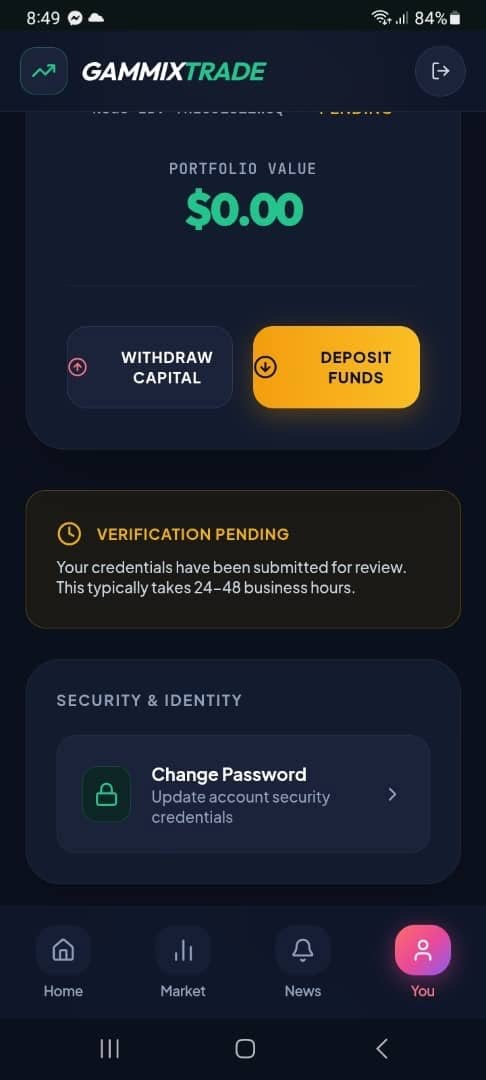 8:49 84%
GAMMIXTRADE
PENDING
PORTFOLIO VALUE
$0.00
WITHDRAW CAPITAL
DEPOSIT FUNDS
VERIFICATION PENDING
Your credentials have been submitted for review.
This typically takes 24–48 business hours.
SECURITY & IDENTITY
Change Password
Update account security
credentials
Home Market News You